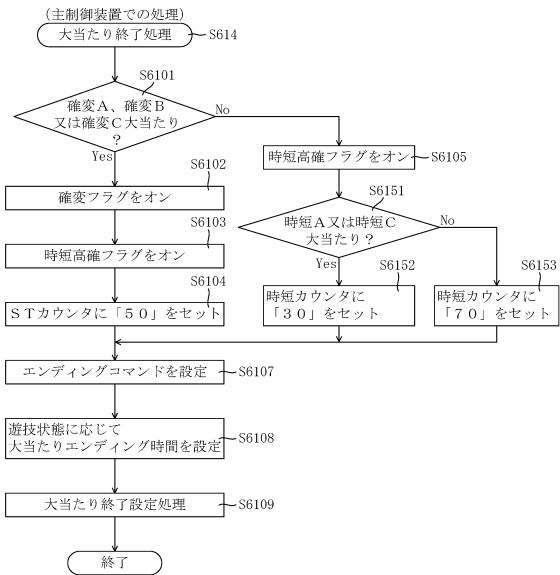 (主制御装置での処理)
大当たり終了処理
S614
S6101
確変A、確変B
又は確変C大当たり
?
No
Yes
S6102
確変フラグをオン
S6103
時短高確フラグをオン
S6104
STカウンタに「50」をセット
時短高確フラグをオン
S6105
S6151
時短A又は時短C
大当たり?
No
Yes
S6152
時短カウンタに
「30」をセット
S6153
時短カウンタに
「70」をセット
エンディングコマンドを設定
S6107
遊技状態に応じて
大当たりエンディング時間を設定
S6108
大当たり終了設定処理
S6109
終了